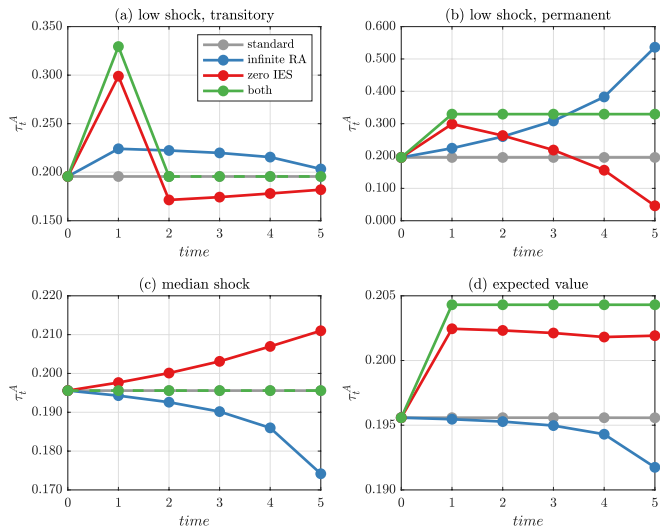 (a) low shock, transitory
0.350
0.300
0.250
0.200
0.150
τ_t^A
standard
infinite RA
zero IES
both
0 1 2 3 4 5
time
(b) low shock, permanent
0.600
0.500
0.400
0.300
0.200
0.100
0.000
τ_t^A
0 1 2 3 4 5
time
(c) median shock
0.220
0.210
0.200
0.190
0.180
0.170
τ_t^A
0 1 2 3 4 5
time
(d) expected value
0.205
0.200
0.195
0.190
τ_t^A
0 1 2 3 4 5
time